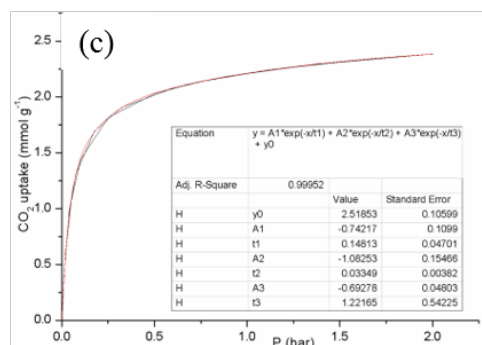 (c)
2.5
2.0
1.5
1.0
0.5
0.0
CO2 uptake (mmol g-1)
Equation y = A1*exp(-x/t1) + A2*exp(-x/t2) + A3*exp(-x/t3)
+ y0
Adj. R-Square 0.99952
Value Standard Error
H y0 2.51853 0.10599
H A1 -0.74217 0.1099
H t1 0.14813 0.04701
H A2 -1.08253 0.15466
H t2 0.03349 0.00382
H A3 -0.69278 0.04803
H t3 1.22165 0.54225
0.0 0.5 1.0 1.5 2.0
P (bar)